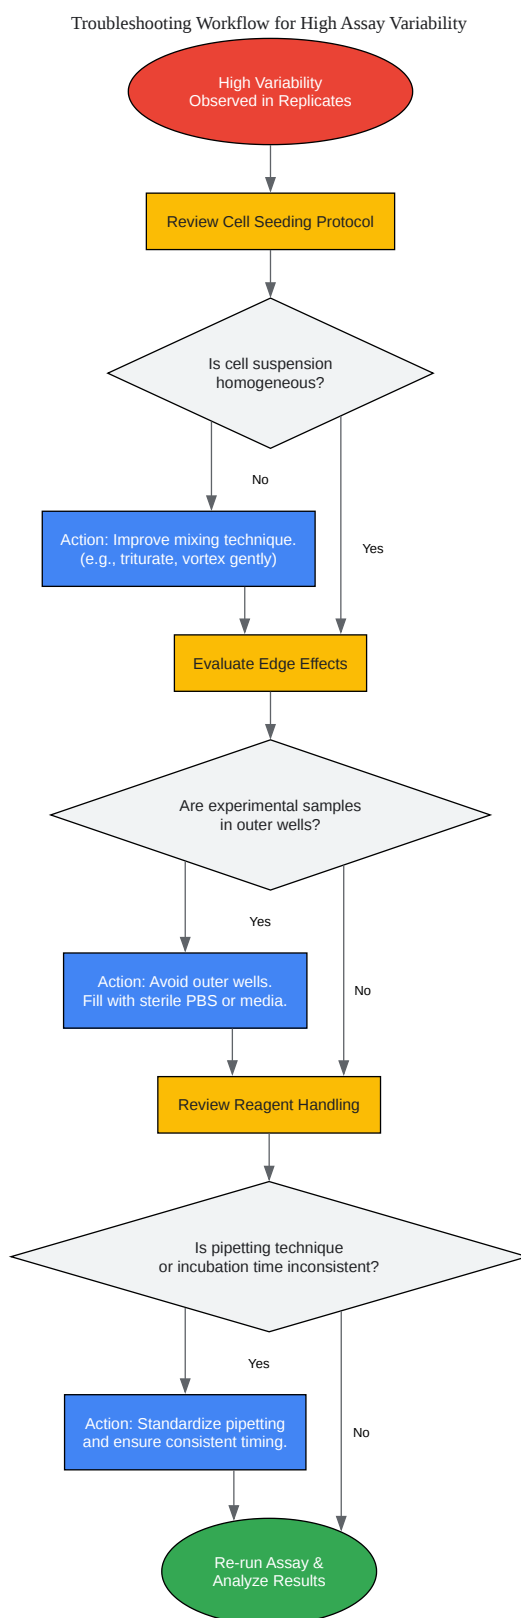 Troubleshooting Workflow for High Assay Variability
High Variability
Observed in Replicates
Review Cell Seeding Protocol
Is cell suspension
homogeneous?
No
Action: Improve mixing technique.
(e.g., triturate, vortex gently)
Yes
Evaluate Edge Effects
Are experimental samples
in outer wells?
Yes
Action: Avoid outer wells.
Fill with sterile PBS or media.
No
Review Reagent Handling
Is pipetting technique
or incubation time inconsistent?
Yes
Action: Standardize pipetting
and ensure consistent timing.
No
Re-run Assay &
Analyze Results